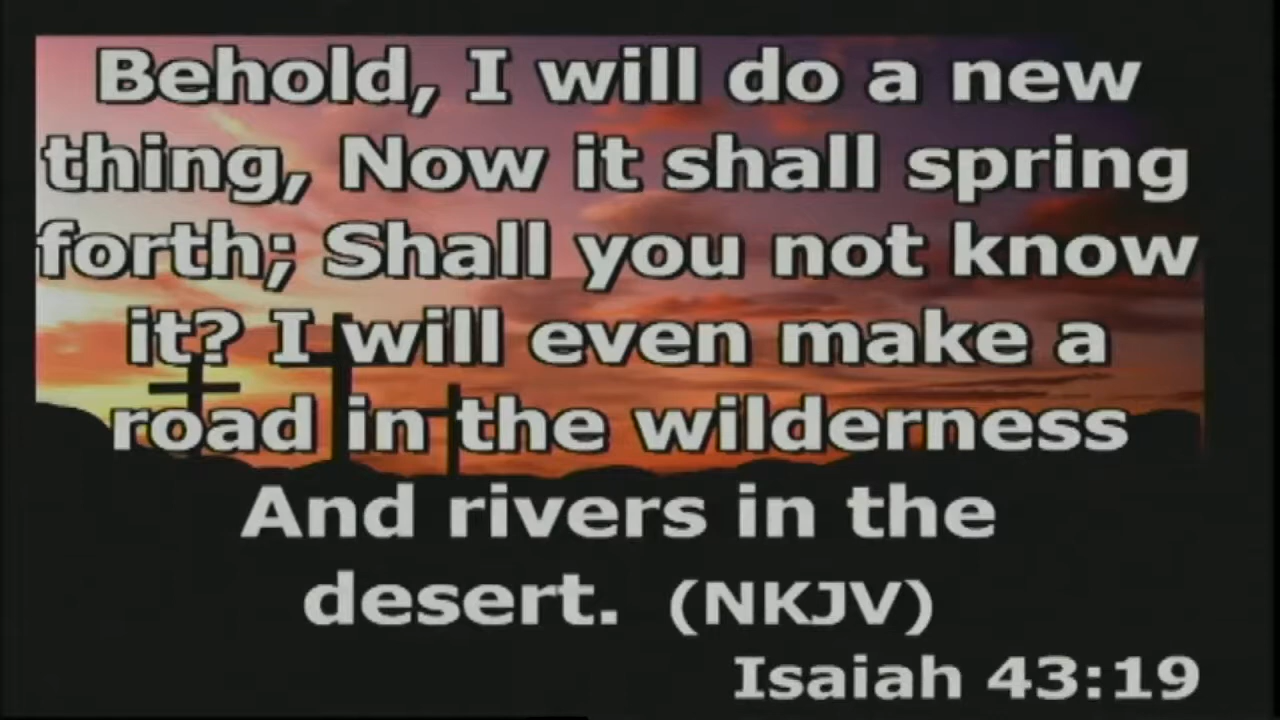 Behold, I will do a new
thing, Now it shall spring
forth; Shall you not know
it? I will even make a
road in the wilderness
And rivers in the
desert. (NKJV)
Isaiah 43:19